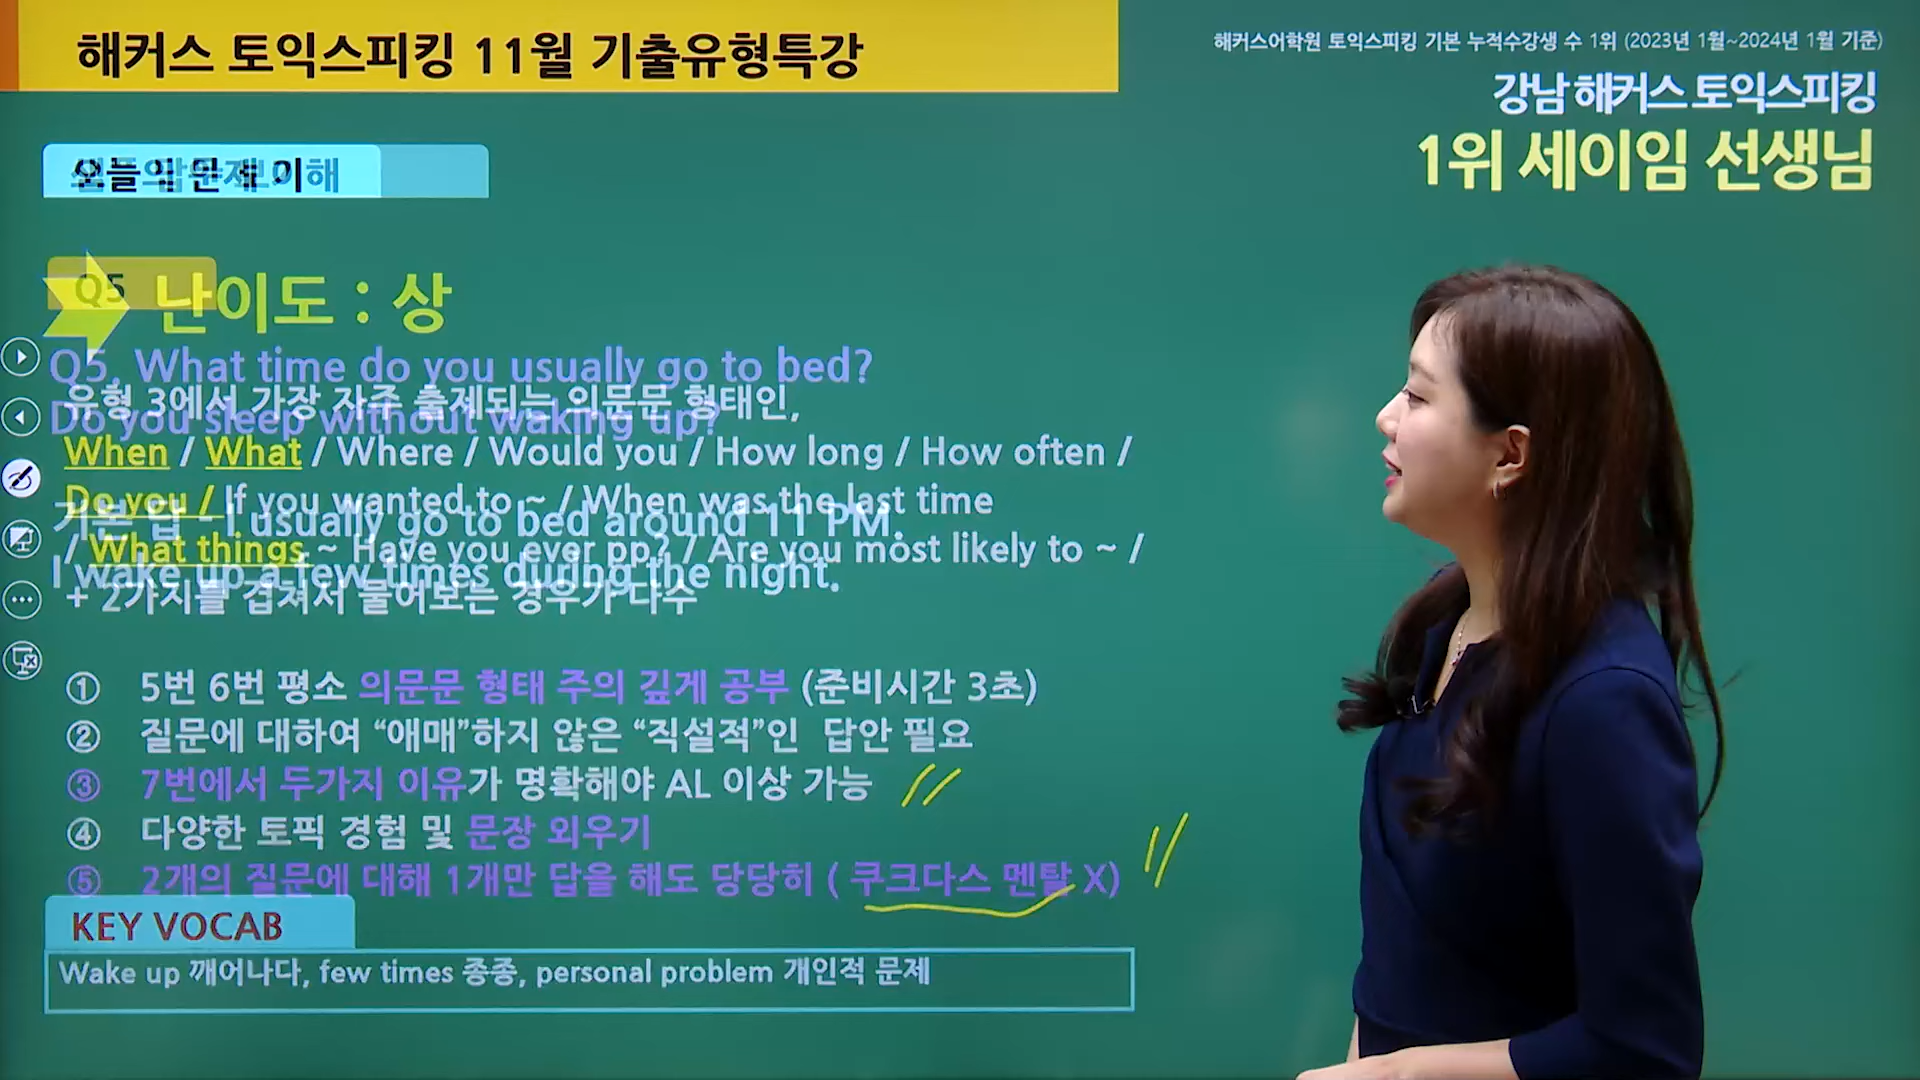 해커스 토익스피킹 11월 기출유형특강
해커스어학원 토익스피킹 기본 누적수강생 수 1위 (2023년 1월~2024년 1월 기준)
강남 해커스 토익스피킹
1위 세이임 선생님
오늘의 문제 이해
Q5
난이도 : 상
Q5. What time do you usually go to bed?
Do you sleep without waking up?
유형 3에서 가장 자주 출제되는 의문문 형태인,
When / What / Where / Would you / How long / How often /
Do you / If you wanted to ~ / When was the last time
/ What things ~ Have you ever pp? / Are you most likely to ~ /
+ 2가지를 겹쳐서 물어보는 경우가 다수
기본 답 - I usually go to bed around 11 PM.
I wake up a few times during the night.
① 5번 6번 평소 의문문 형태 주의 깊게 공부 (준비시간 3초)
② 질문에 대하여 “애매”하지 않은 “직설적”인 답안 필요
③ 7번에서 두가지 이유가 명확해야 AL 이상 가능
④ 다양한 토픽 경험 및 문장 외우기
⑤ 2개의 질문에 대해 1개만 답을 해도 당당히 ( 쿠크다스 멘탈 X)
KEY VOCAB
Wake up 깨어나다, few times 종종, personal problem 개인적 문제